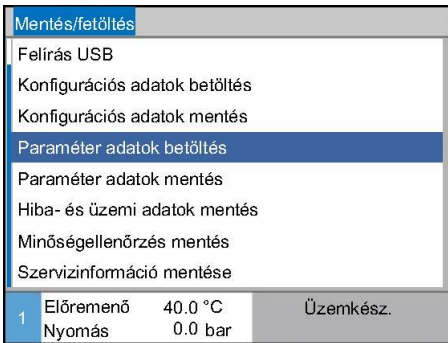 Mentés/fetöltés
Felírás USB
Konfigurációs adatok betöltés
Konfigurációs adatok mentés
Paraméter adatok betöltés
Paraméter adatok mentés
Hiba- és üzemi adatok mentés
Minőségellenőrzés mentés
Szervizinformáció mentése
1 Előremenő 40.0 °C Üzemkész.
Nyomás 0.0 bar